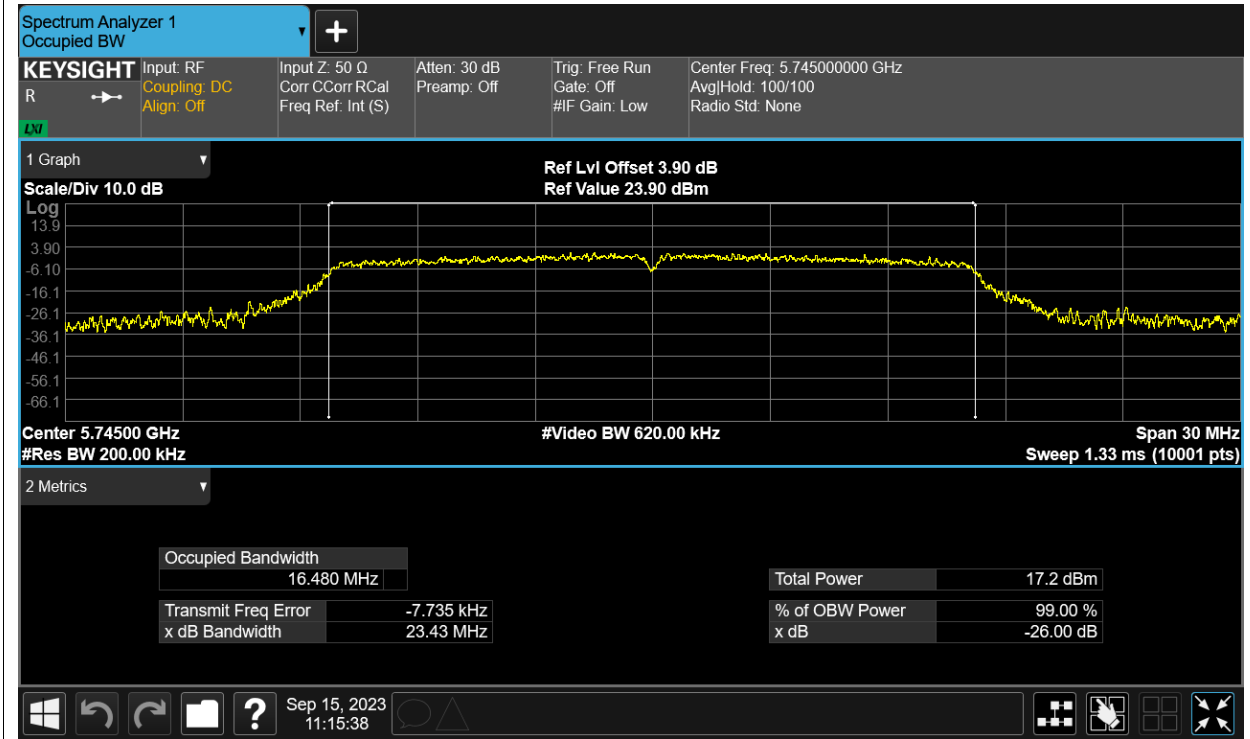 Spectrum Analyzer 1
Occupied BW
KEYSIGHT
R
LXI
Input: RF
Coupling: DC
Align: Off
Input Z: 50 Ω
Corr CCorr RCal
Freq Ref: Int (S)
Atten: 30 dB
Preamp: Off
Trig: Free Run
Gate: Off
#IF Gain: Low
Center Freq: 5.745000000 GHz
Avg|Hold: 100/100
Radio Std: None
1 Graph
Scale/Div 10.0 dB
Ref Lvl Offset 3.90 dB
Ref Value 23.90 dBm
Log
13.9
3.90
-6.10
-16.1
-26.1
-36.1
-46.1
-56.1
-66.1
Center 5.74500 GHz
#Res BW 200.00 kHz
#Video BW 620.00 kHz
Span 30 MHz
Sweep 1.33 ms (10001 pts)
2 Metrics
Occupied Bandwidth
16.480 MHz
Transmit Freq Error -7.735 kHz
x dB Bandwidth 23.43 MHz
Total Power 17.2 dBm
% of OBW Power 99.00 %
x dB -26.00 dB
?
Sep 15, 2023
11:15:38